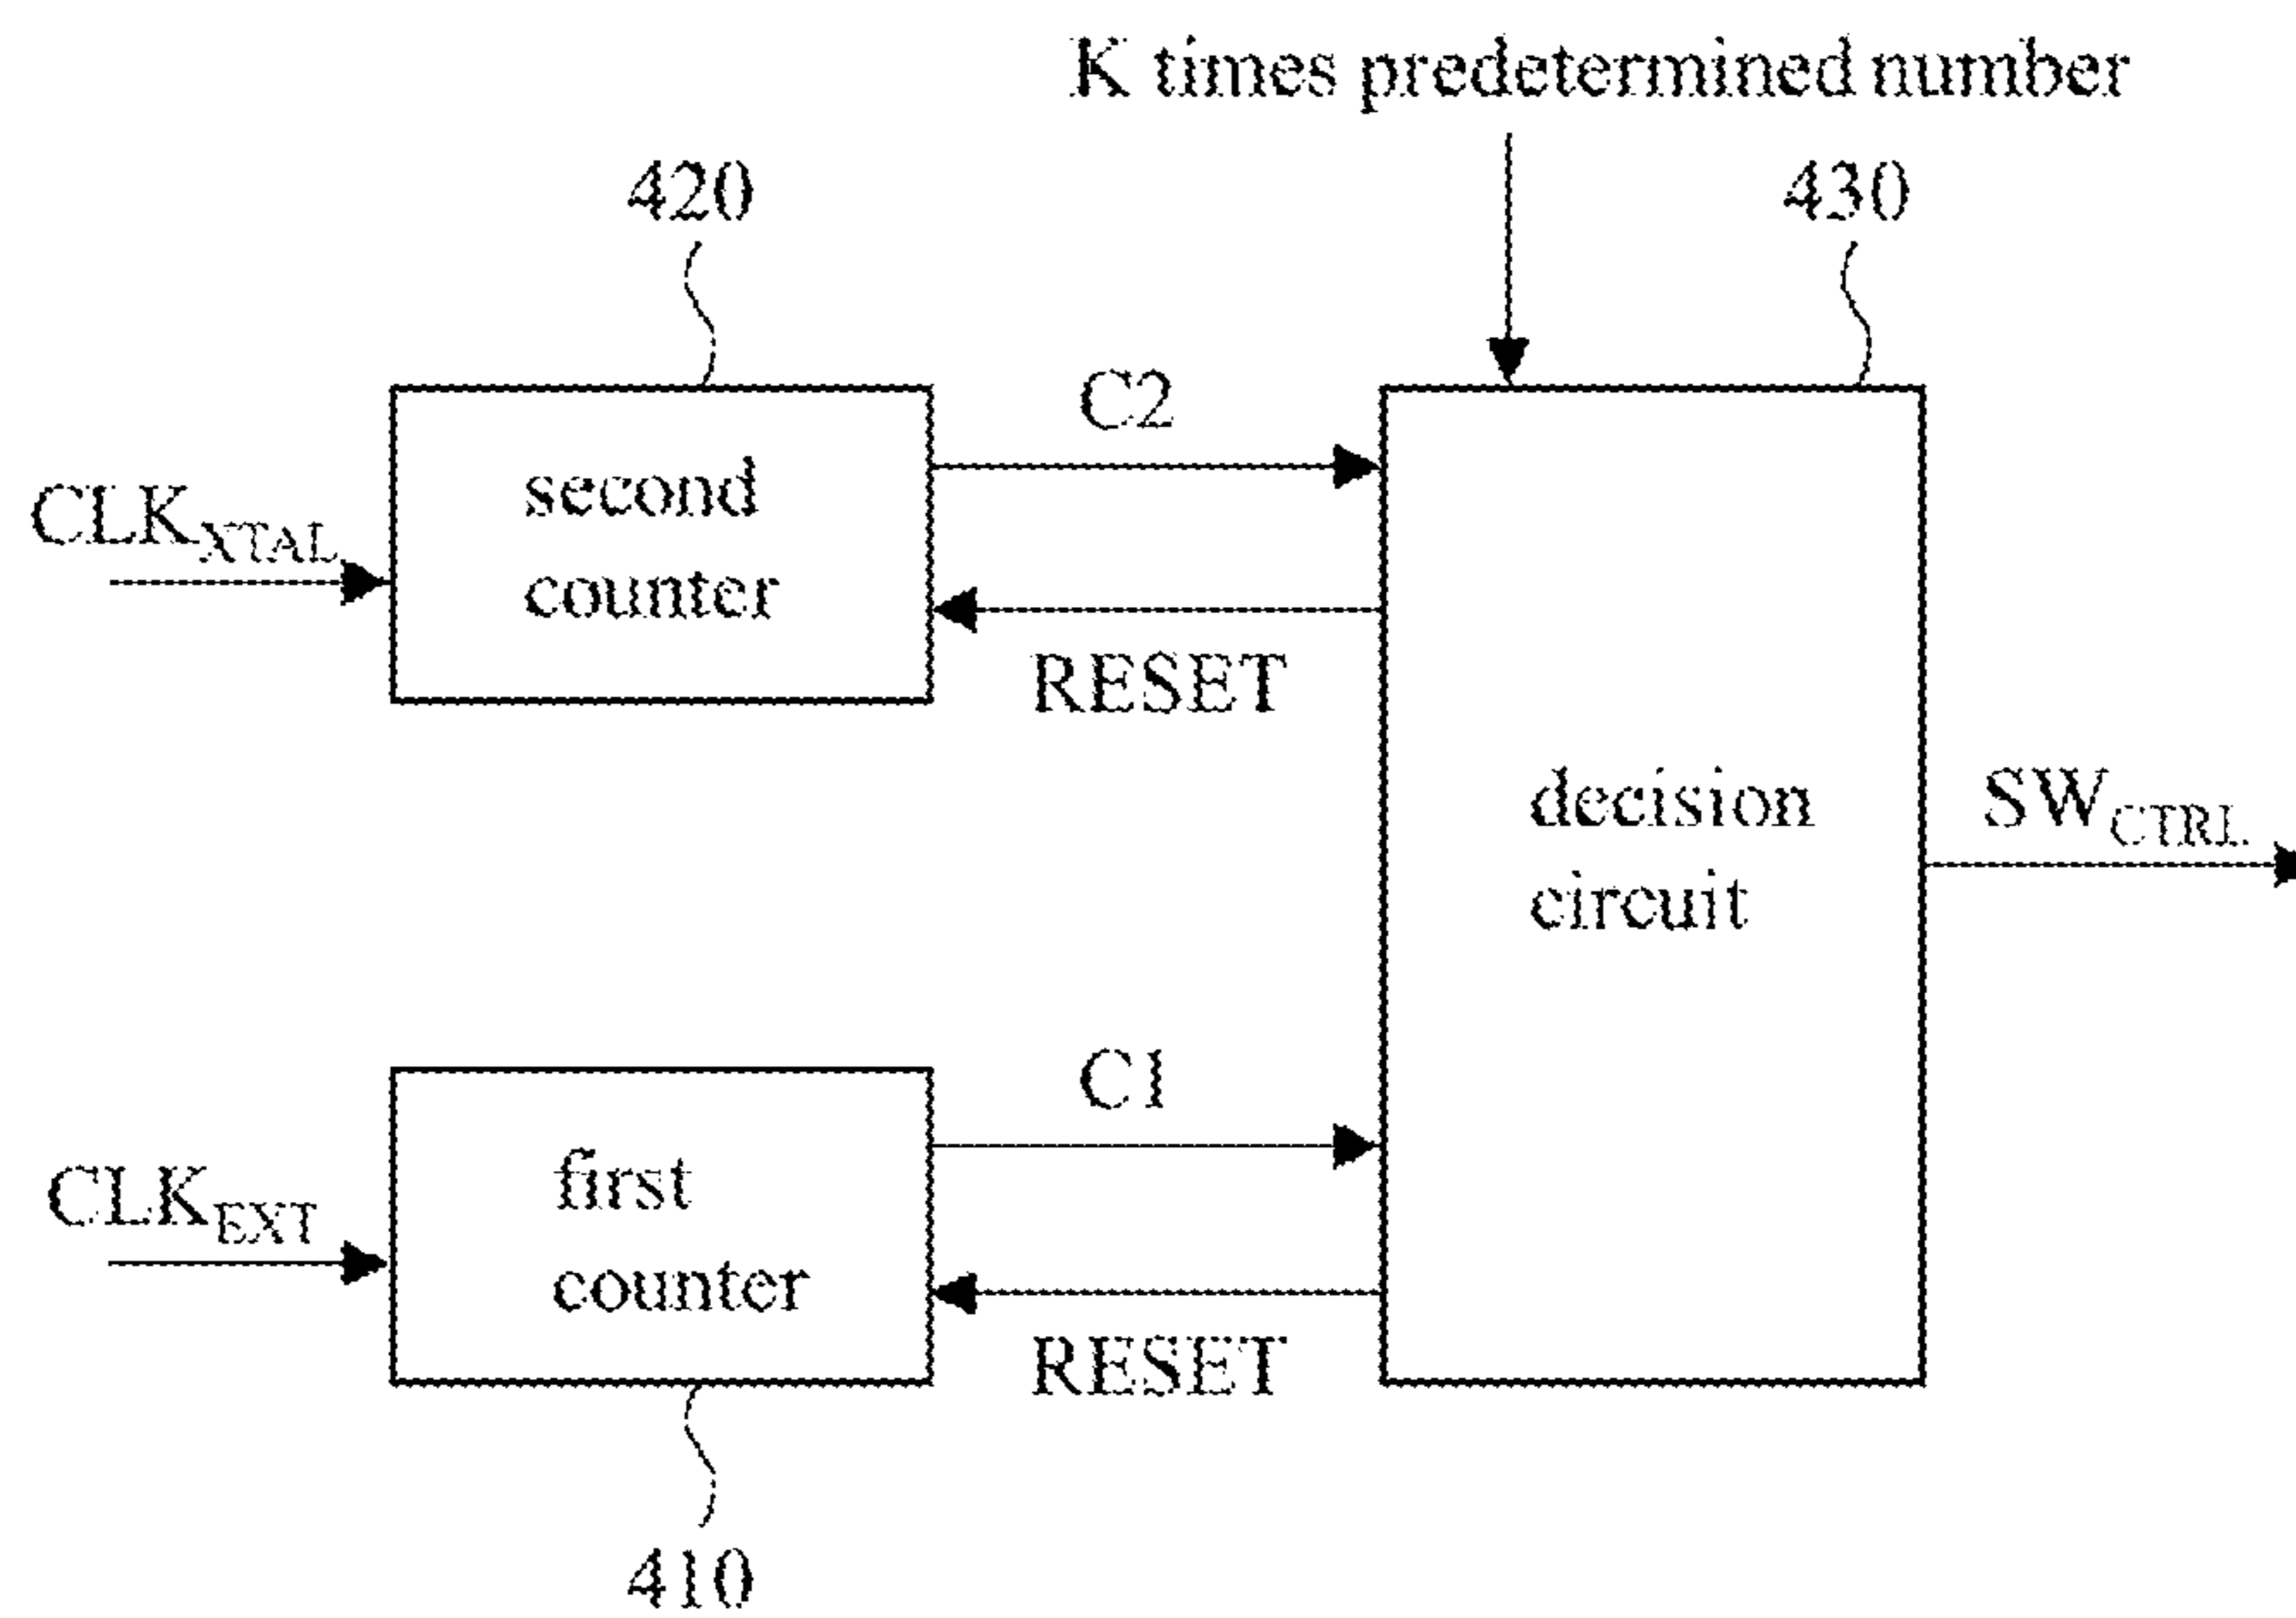 K times predetermined number
420
430
C2
second
counter
CLK_XTAL
RESET
decision
circuit
SW_CTRL
C1
first
counter
CLK_EXT
RESET
410